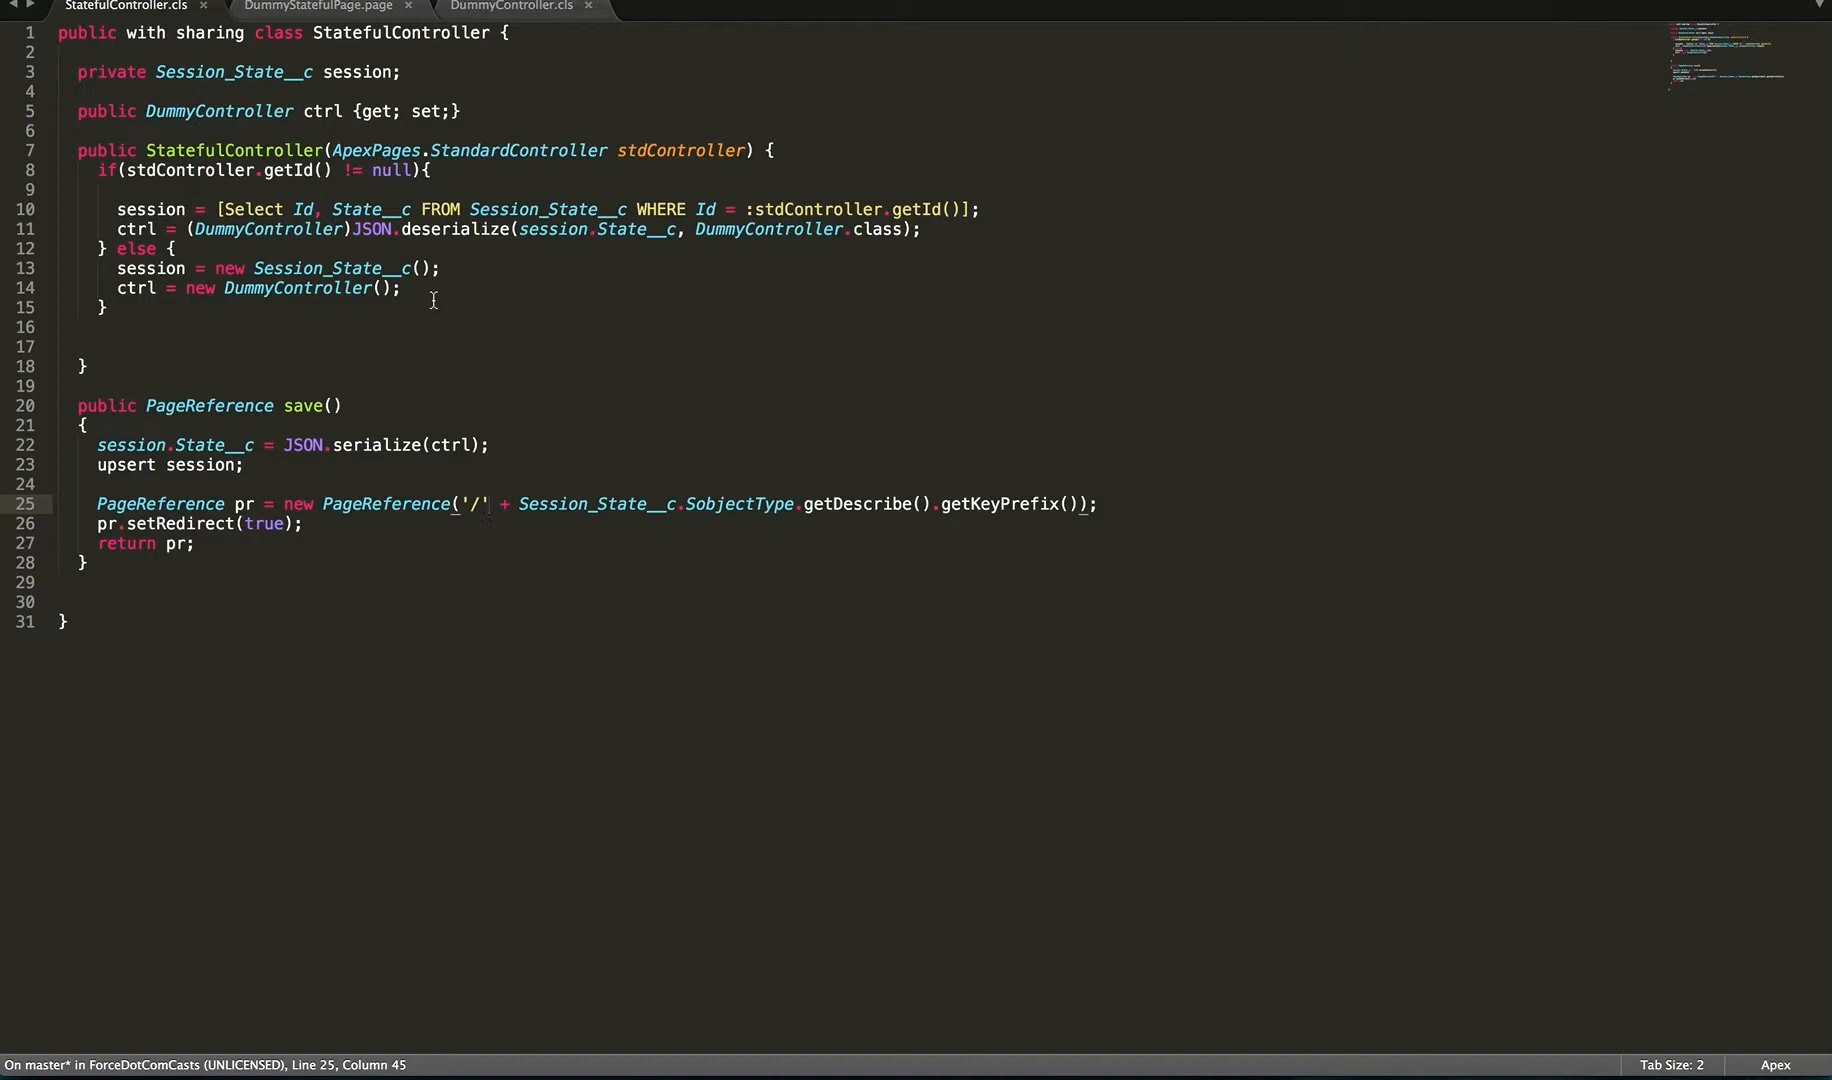 StatefulController.cls × DummyStatefulPage.page × DummyController.cls ×
1 public with sharing class StatefulController {
2
3 private Session_State__c session;
4
5 public DummyController ctrl {get; set;}
6
7 public StatefulController(ApexPages.StandardController stdController) {
8 if(stdController.getId() != null){
9
10 session = [Select Id, State__c FROM Session_State__c WHERE Id = :stdController.getId()];
11 ctrl = (DummyController)JSON.deserialize(session.State__c, DummyController.class);
12 } else {
13 session = new Session_State__c();
14 ctrl = new DummyController();
15 }
16
17
18 }
19
20 public PageReference save()
21 {
22 session.State__c = JSON.serialize(ctrl);
23 upsert session;
24
25 PageReference pr = new PageReference('/' + Session_State__c.SobjectType.getDescribe().getKeyPrefix());
26 pr.setRedirect(true);
27 return pr;
28 }
29
30
31 }
On master* in ForceDotComCasts (UNLICENSED), Line 25, Column 45 Tab Size: 2 Apex